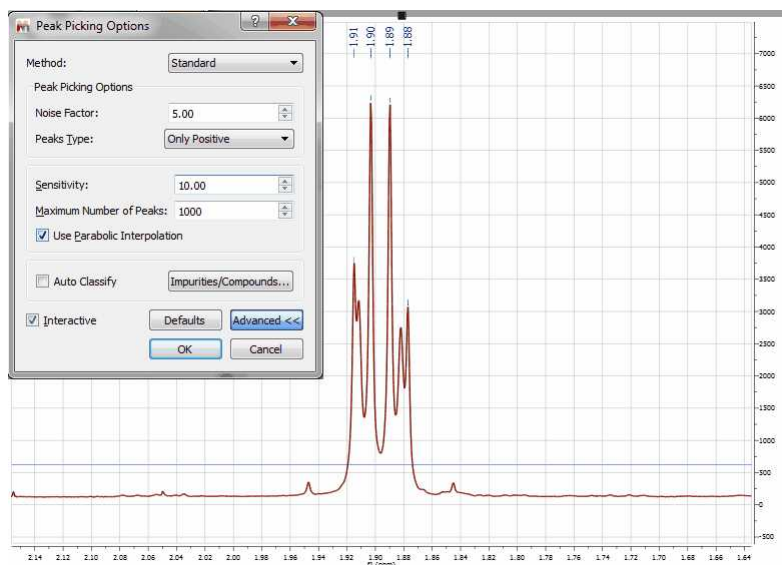 Peak Picking Options
?
Method:
Standard
Peak Picking Options
Noise Factor:
5.00
Peaks Type:
Only Positive
Sensitivity:
10.00
Maximum Number of Peaks:
1000
Use Parabolic Interpolation
Auto Classify
Impurities/Compounds...
Interactive
Defaults
Advanced <<
OK
Cancel
1.91
1.90
1.89
1.88
7000
6500
6000
5500
5000
4500
4000
3500
3000
2500
2000
1500
1000
500
0
-500
2.14 2.12 2.10 2.08 2.06 2.04 2.02 2.00 1.98 1.96 1.94 1.92 1.90 1.88 1.86 1.84 1.82 1.80 1.78 1.76 1.74 1.72 1.70 1.68 1.66 1.64